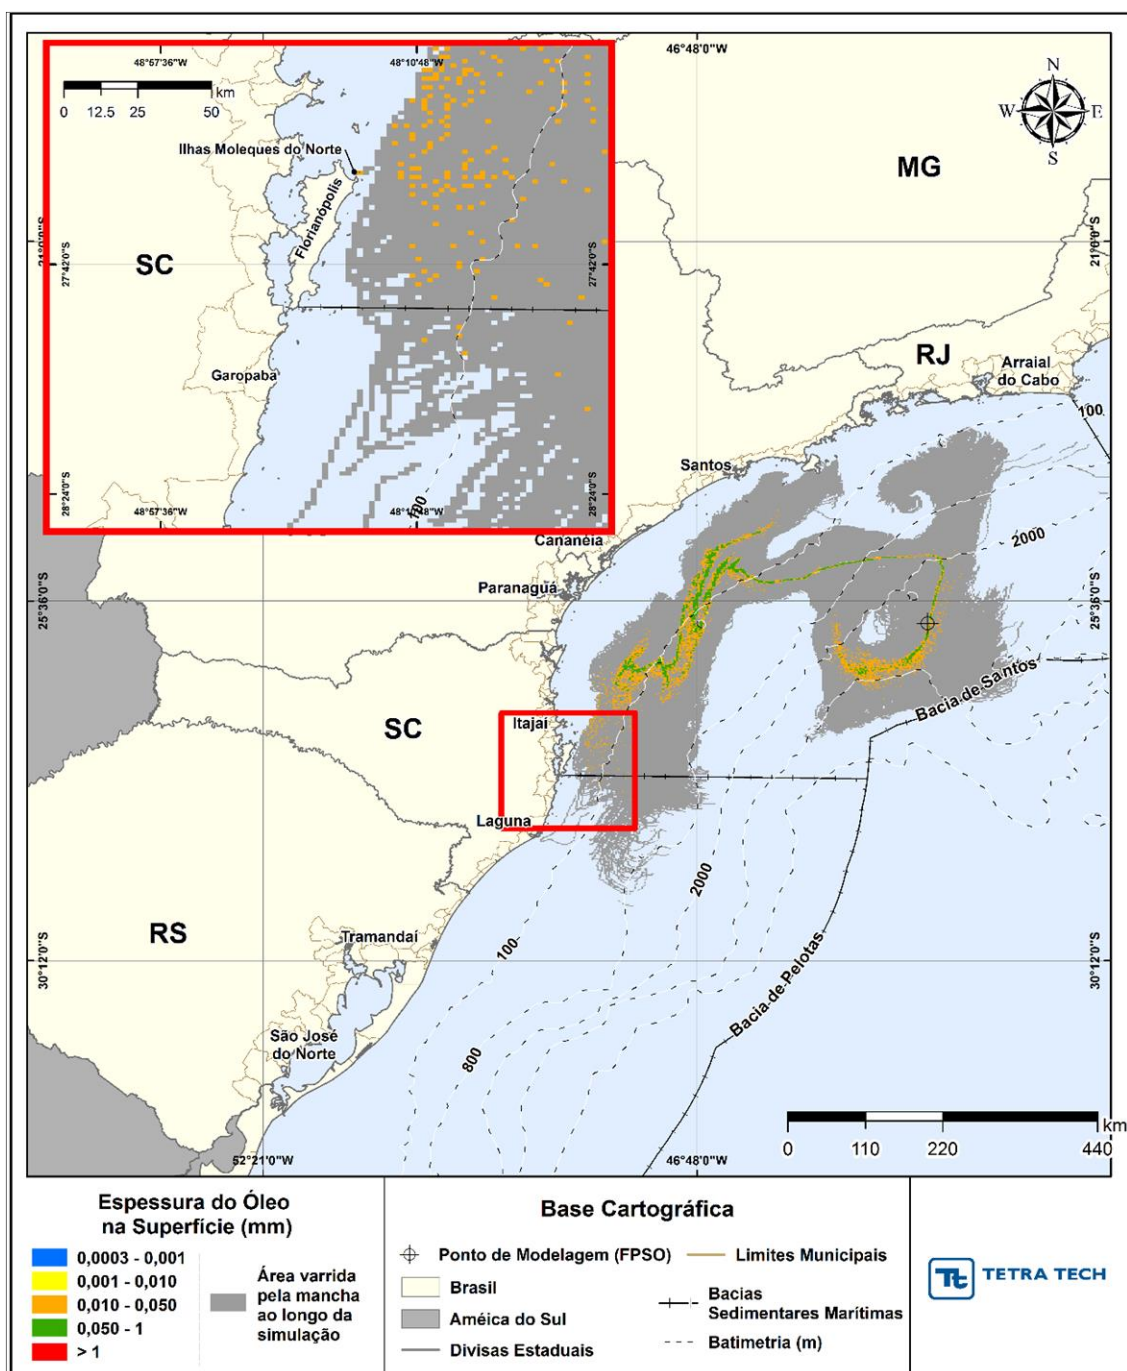 48°57'36"W
48°10'48"W
46°48'0"W
0 12.5 25 50
km
Ilhas Moleques do Norte
Florianópolis
SC
27°42'0"S
27°42'0"S
Garopaba
100
28°24'0"S
28°24'0"S
48°57'36"W
N
W E
S
MG
21°0'0"S
RJ
Arraial
do Cabo
100
Santos
2000
Cananéia
Paranaguá
25°36'0"S
25°36'0"S
Bacia de Santos
Itajaí
SC
Laguna
2000
RS
Tramandaí
100
30°12'0"S
30°12'0"S
Bacia de Pelotas
São José
do Norte
800
km
0 110 220 440
52°21'0"W
46°48'0"W
Espessura do Óleo
na Superfície (mm)
0,0003 - 0,001
0,001 - 0,010
0,010 - 0,050
0,050 - 1
> 1
Área varrida
pela mancha
ao longo da
simulação
Base Cartográfica
Ponto de Modelagem (FPSO)
Limites Municipais
Brasil
Bacias
Sedimentares Marítimas
Améica do Sul
Batimetria (m)
Divisas Estaduais
Tt
TETRA TECH